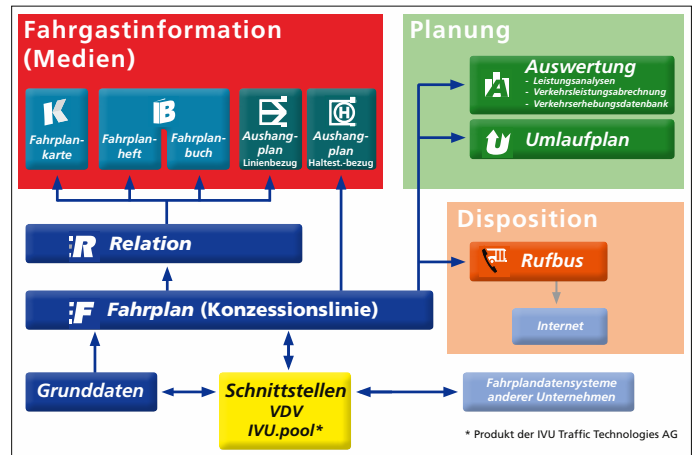 Fahrgastinformation
(Medien)
K
Fahrplan-
karte
B
Fahrplan-
heft
Fahrplan-
buch
Aushang-
plan
Linienbezug
H
Aushang-
plan
Haltest.-bezug
Planung
A
Auswertung
- Leistungsanalysen
- Verkehrsleistungsabrechnung
- Verkehrserhebungsdatenbank
U
Umlaufplan
R
Relation
Disposition
Rufbus
F
Fahrplan (Konzessionslinie)
Internet
Grunddaten
Schnittstellen
VDV
IVU.pool*
Fahrplandatensysteme
anderer Unternehmen
* Produkt der IVU Traffic Technologies AG